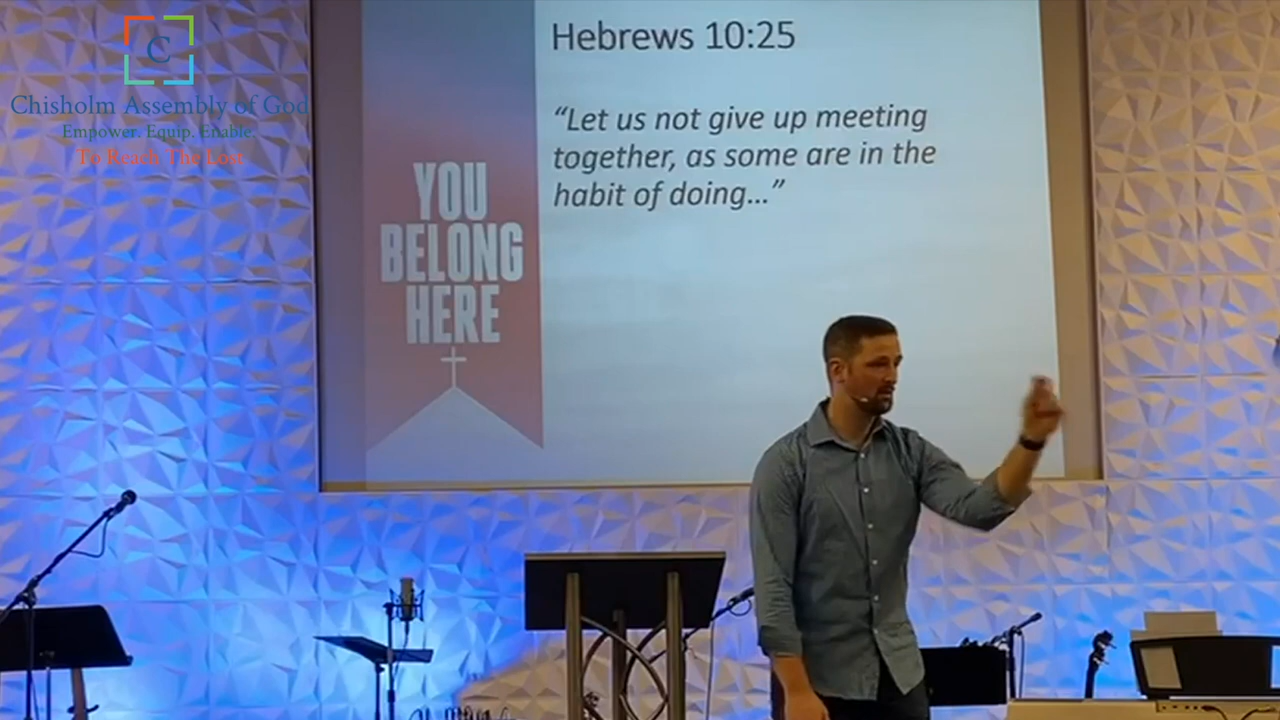 C
Chisholm Assembly of God
Empower. Equip. Enable.
To Reach The Lost
YOU
BELONG
HERE
Hebrews 10:25
“Let us not give up meeting
together, as some are in the
habit of doing…”